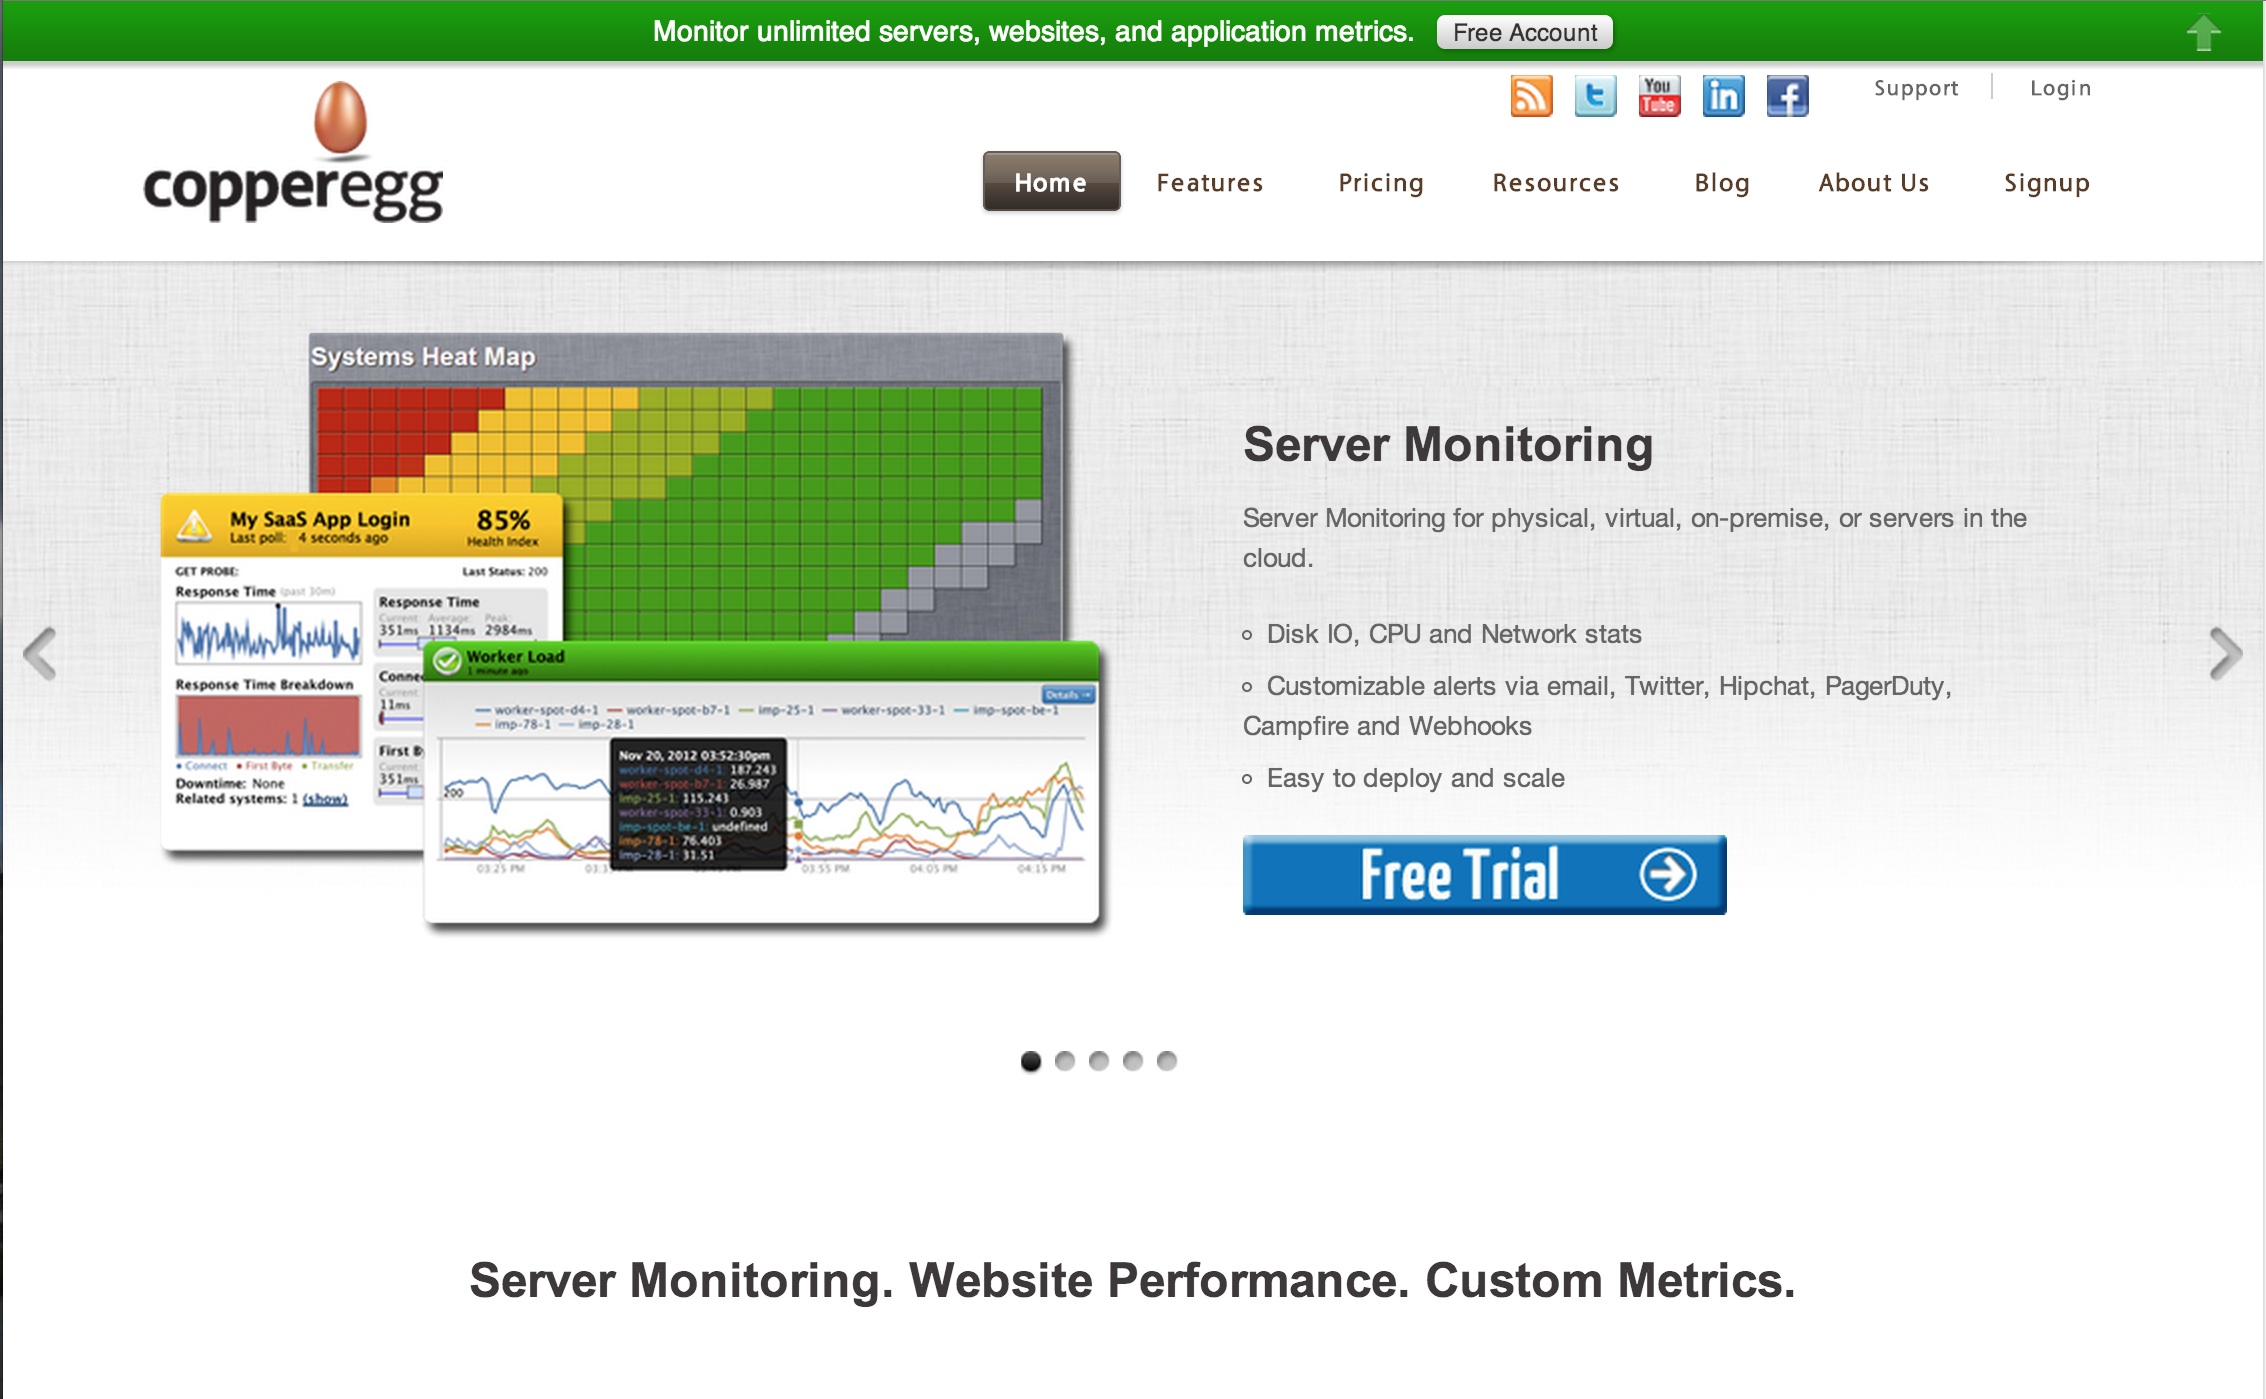 Monitor unlimited servers, websites, and application metrics. Free Account
You
Tube
Support Login
copperegg
Home Features Pricing Resources Blog About Us Signup
Systems Heat Map
My SaaS App Login 85%
Last poll: 4 seconds ago Health Index
GET PROBE: Last Status: 200
Response Time (past 30m)
Response Time
Current: Average: Peak:
351ms 1134ms 2984ms
Response Time Breakdown
Connect First Byte Transfer
Downtime: None
Related systems: 1 (show)
Current:
11ms
First
Current:
351ms
Worker Load
1 minute ago
Details
worker-spot-d4-1 worker-spot-b7-1 imp-25-1 worker-spot-33-1 imp-spot-be-1
imp-78-1 imp-28-1
Nov 20, 2012 03:52:30pm
worker-spot-d4-1: 187.243
worker-spot-b7-1: 26.987
imp-25-1: 115.243
worker-spot-33-1: 0.903
imp-spot-be-1: undefined
imp-78-1: 76.403
imp-28-1: 31.51
200
03:25 PM 03:55 PM 04:05 PM 04:15 PM
Server Monitoring
Server Monitoring for physical, virtual, on-premise, or servers in the
cloud.
Disk IO, CPU and Network stats
Customizable alerts via email, Twitter, Hipchat, PagerDuty,
Campfire and Webhooks
Easy to deploy and scale
Free Trial
Server Monitoring. Website Performance. Custom Metrics.